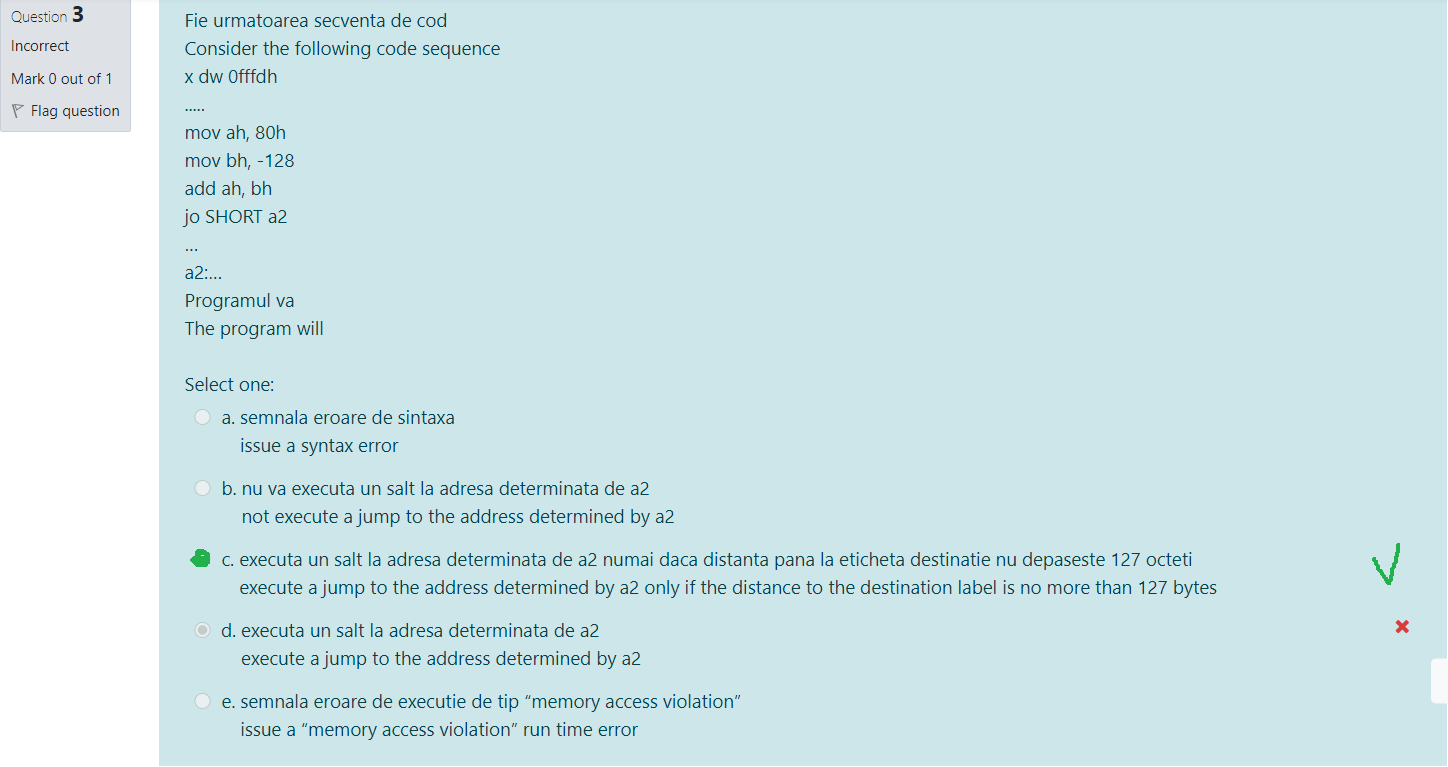 Question 3
Incorrect
Mark 0 out of 1
Flag question
Fie urmatoarea secventa de cod
Consider the following code sequence
x dw 0fffdh
.....
mov ah, 80h
mov bh, -128
add ah, bh
jo SHORT a2
...
a2:...
Programul va
The program will
Select one:
a. semnala eroare de sintaxa
issue a syntax error
b. nu va executa un salt la adresa determinata de a2
not execute a jump to the address determined by a2
c. executa un salt la adresa determinata de a2 numai daca distanta pana la eticheta destinatie nu depaseste 127 octeti
execute a jump to the address determined by a2 only if the distance to the destination label is no more than 127 bytes
d. executa un salt la adresa determinata de a2
execute a jump to the address determined by a2
e. semnala eroare de executie de tip “memory access violation”
issue a “memory access violation” run time error